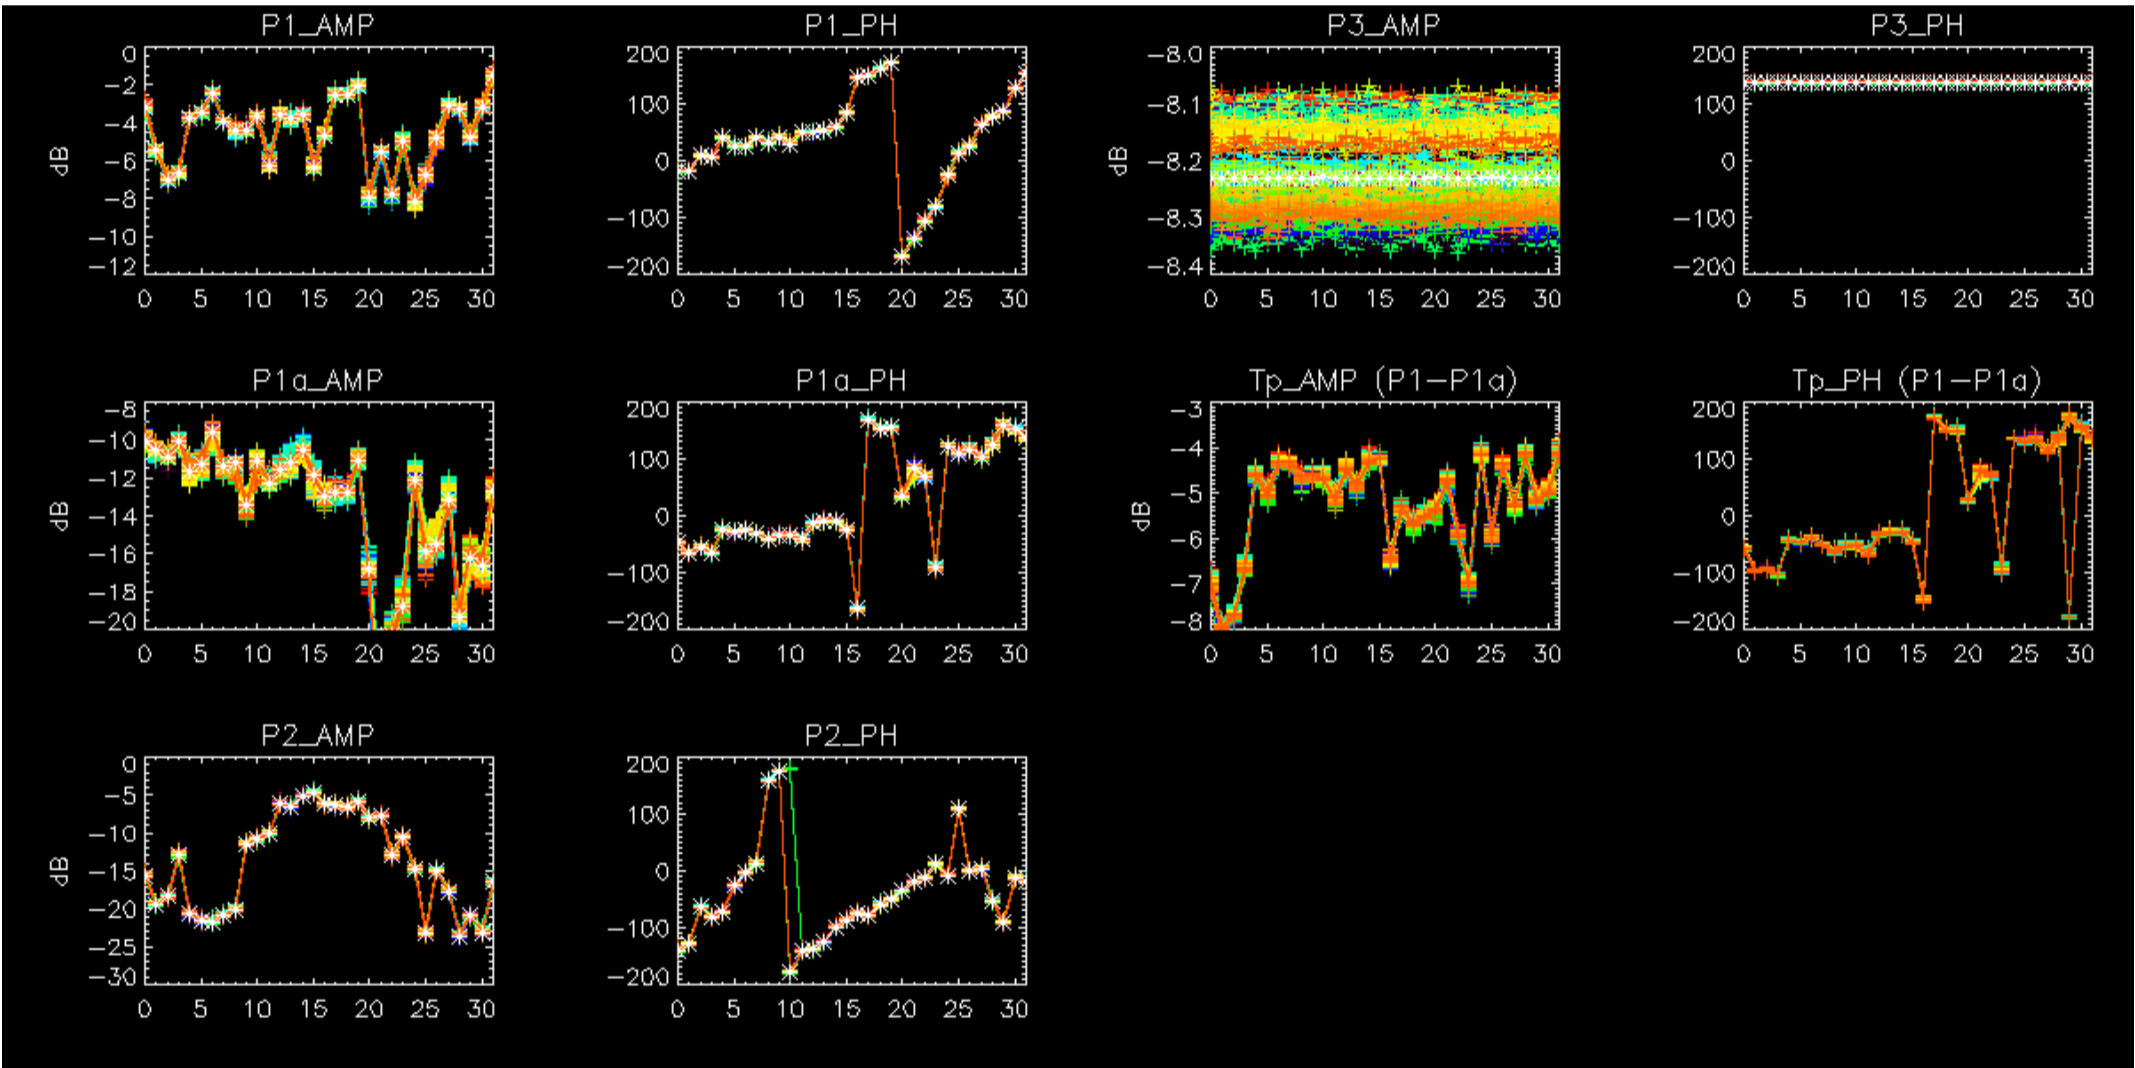 P1_AMP
P1_PH
P3_AMP
P3_PH
0
-2
-4
-6
-8
-10
-12
dB
0 5 10 15 20 25 30
200
100
0
-100
-200
0 5 10 15 20 25 30
-8.0
-8.1
-8.2
-8.3
-8.4
dB
0 5 10 15 20 25 30
200
100
0
-100
-200
0 5 10 15 20 25 30
P1a_AMP
P1a_PH
Tp_AMP (P1-P1a)
Tp_PH (P1-P1a)
-8
-10
-12
-14
-16
-18
-20
dB
0 5 10 15 20 25 30
200
100
0
-100
-200
0 5 10 15 20 25 30
-3
-4
-5
-6
-7
-8
dB
0 5 10 15 20 25 30
200
100
0
-100
-200
0 5 10 15 20 25 30
P2_AMP
P2_PH
0
-5
-10
-15
-20
-25
-30
dB
0 5 10 15 20 25 30
200
100
0
-100
-200
0 5 10 15 20 25 30